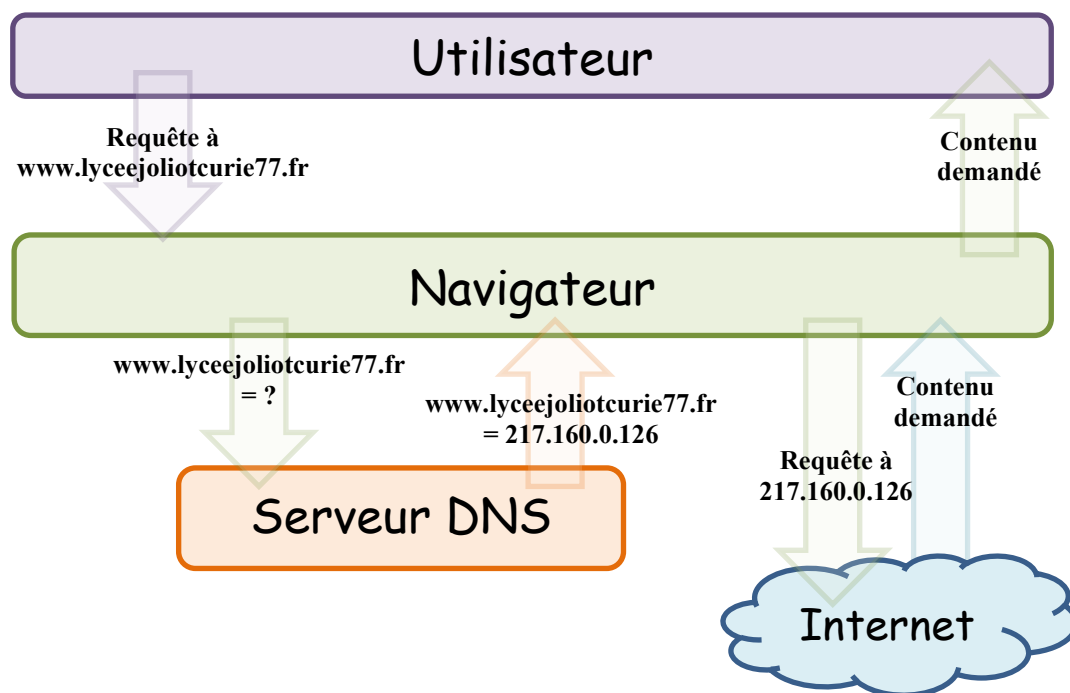 Utilisateur
Requête à
www.lyceejoliotcurie77.fr
Contenu
demandé
Navigateur
www.lyceejoliotcurie77.fr
= ?
www.lyceejoliotcurie77.fr
= 217.160.0.126
Contenu
demandé
Requête à
217.160.0.126
Serveur DNS
Internet